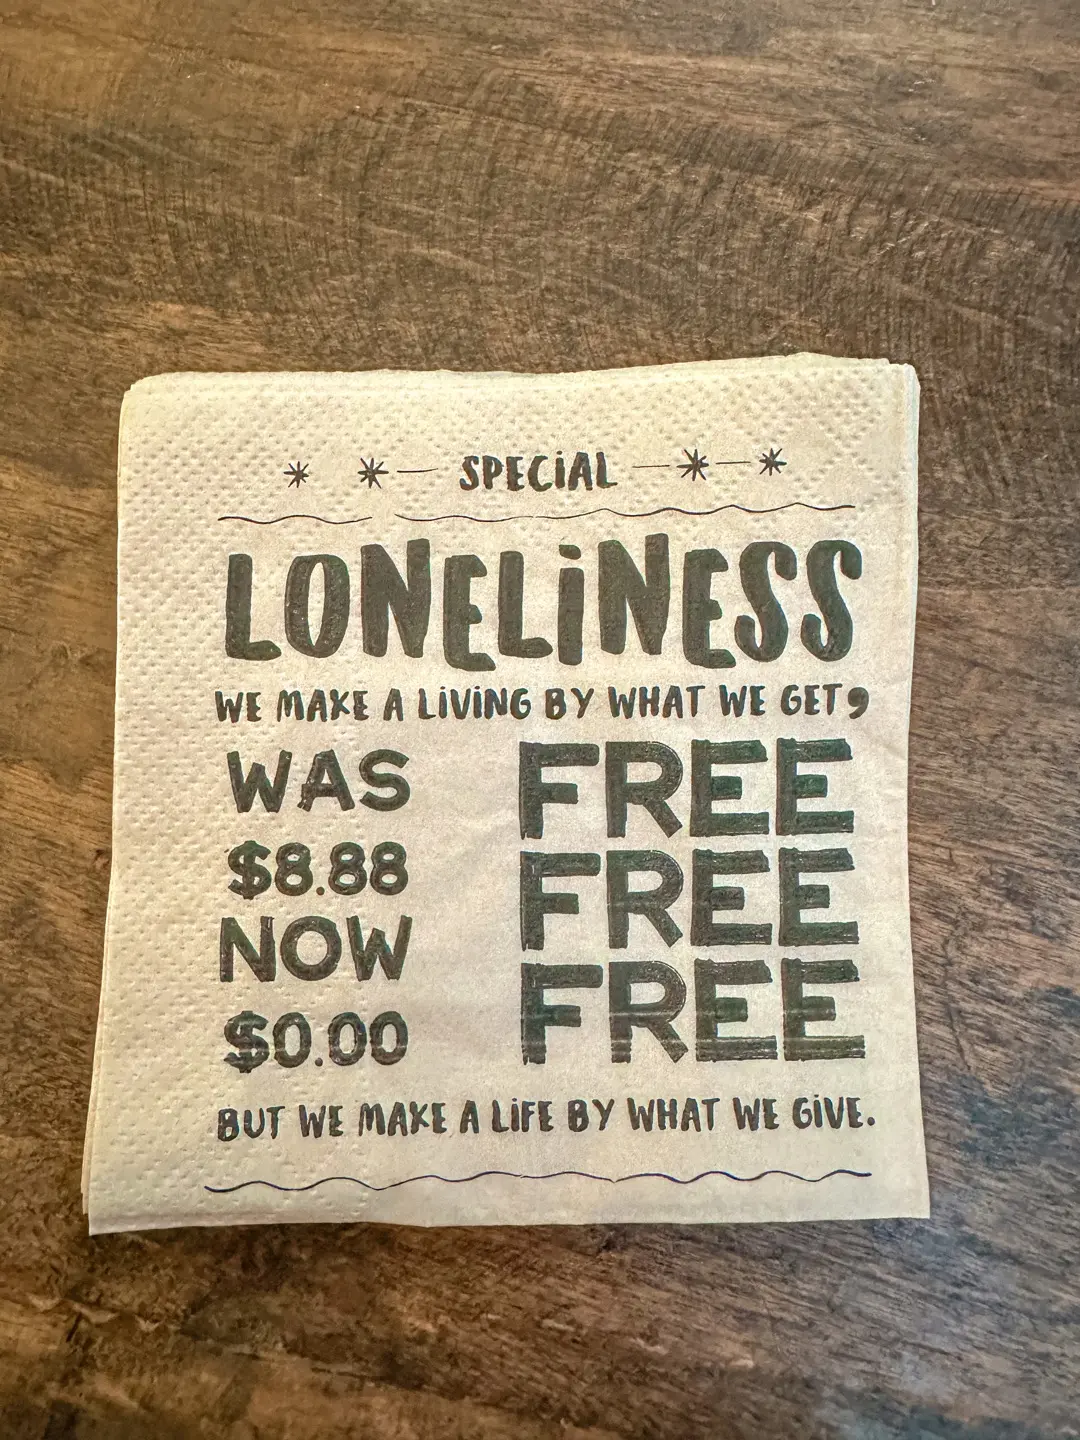 SPECIAL
LONELINESS
WE MAKE A LIVING BY WHAT WE GET,
WAS
$8.88
NOW
$0.00
FREE
FREE
FREE
BUT WE MAKE A LIFE BY WHAT WE GIVE.